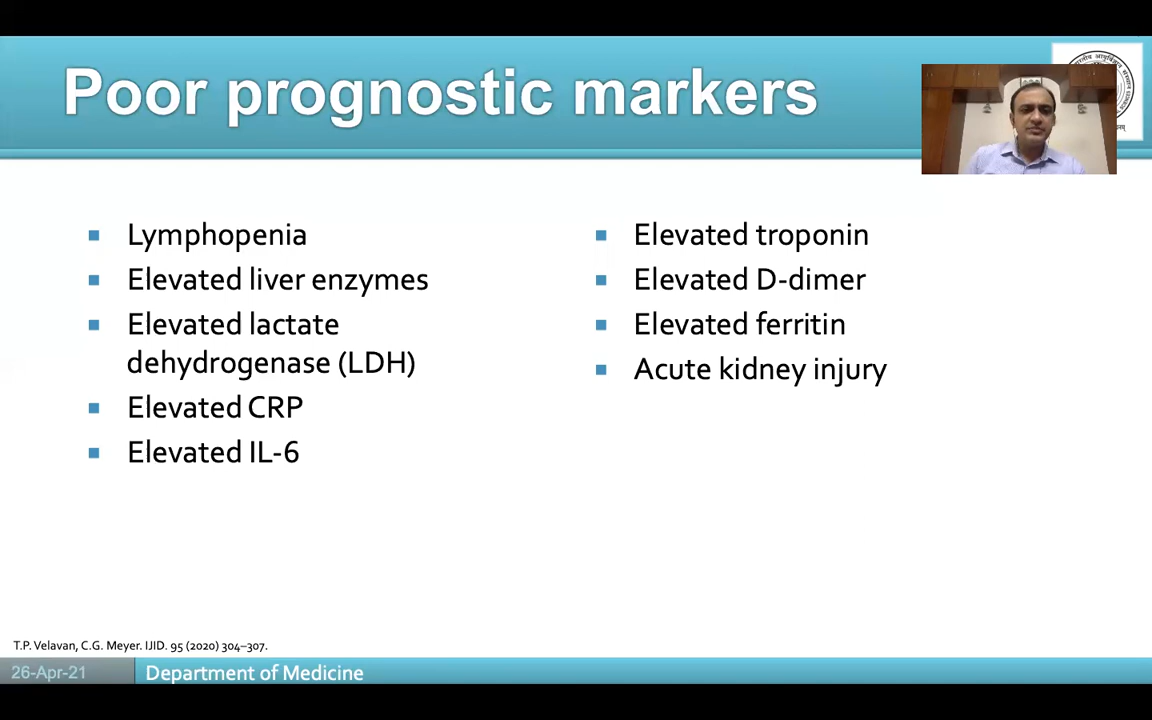 Poor prognostic markers
Lymphopenia
Elevated liver enzymes
Elevated lactate
dehydrogenase (LDH)
Elevated CRP
Elevated IL-6
Elevated troponin
Elevated D-dimer
Elevated ferritin
Acute kidney injury
T.P. Velavan, C.G. Meyer. IJID. 95 (2020) 304–307.
26-Apr-21
Department of Medicine